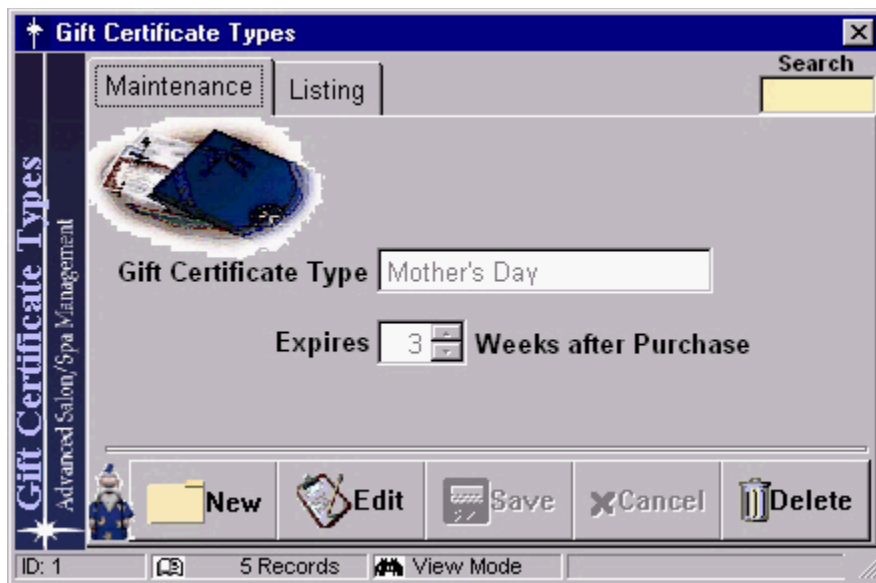 Gift Certificate Types
Search
Maintenance
Listing
Gift Certificate Types
Advanced Salon/Spa Management
Gift Certificate Type Mother's Day
Expires 3 Weeks after Purchase
New Edit Save Cancel Delete
ID: 1 5 Records View Mode